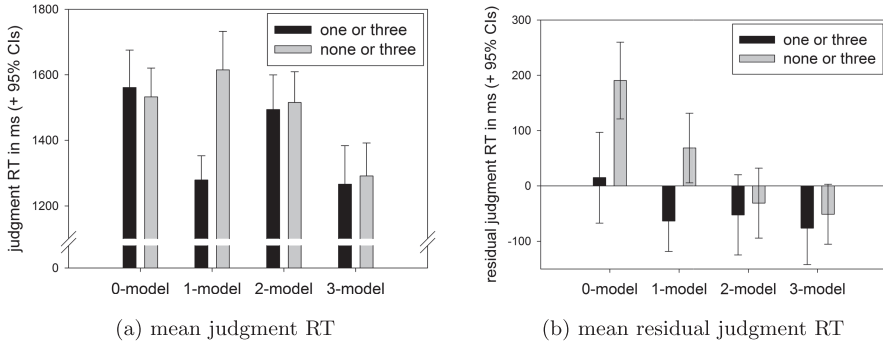 judgment RT in ms (+ 95% CIs)
1800
1600
1400
1200
0
one or three
none or three
0-model 1-model 2-model 3-model
(a) mean judgment RT
residual judgment RT in ms (+ 95% CIs)
300
200
100
0
-100
one or three
none or three
0-model 1-model 2-model 3-model
(b) mean residual judgment RT